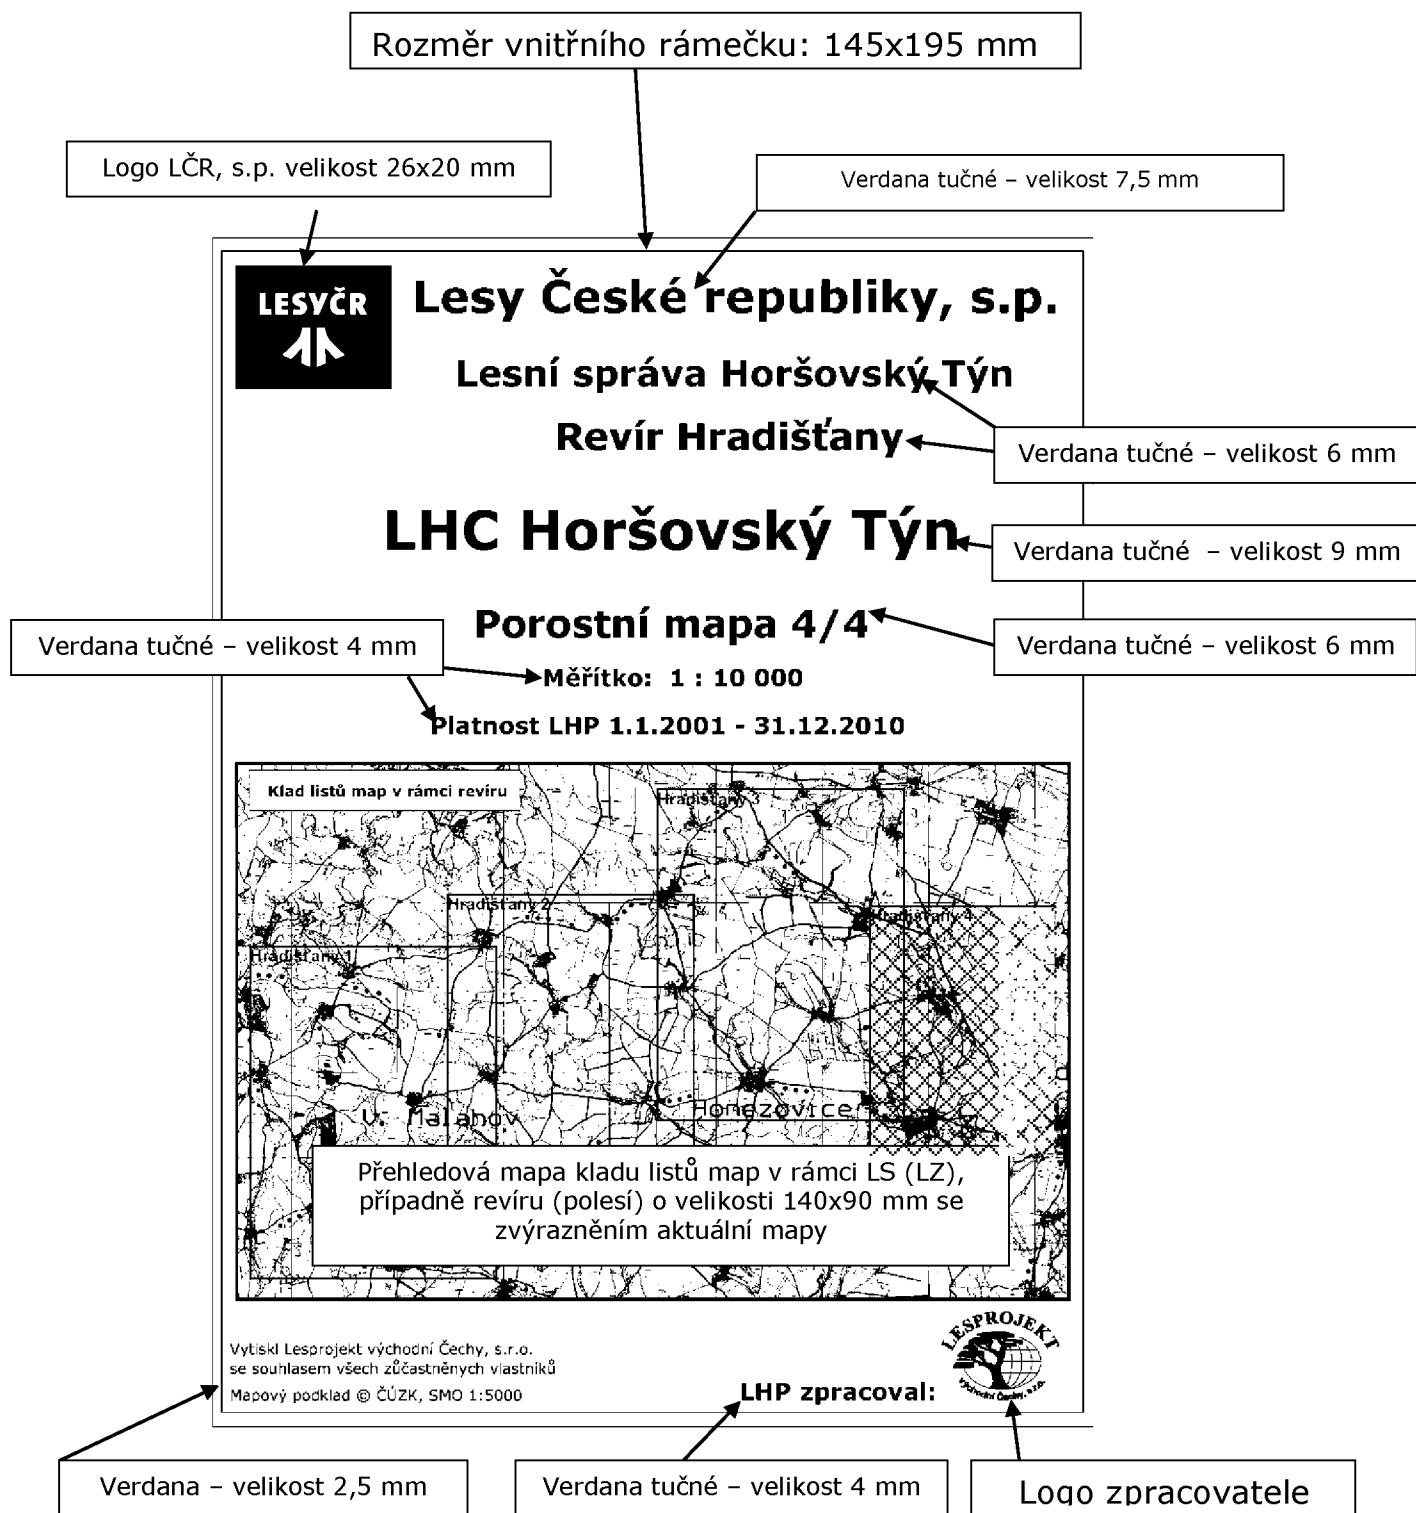 Rozměr vnitřního rámečku: 145x195 mm
Logo LČR, s.p. velikost 26x20 mm
Verdana tučné – velikost 7,5 mm
LESYČR
Lesy České republiky, s.p.
Lesní správa Horšovský Týn
Revír Hradišťany
Verdana tučné – velikost 6 mm
LHC Horšovský Týn
Verdana tučné – velikost 9 mm
Porostní mapa 4/4
Verdana tučné – velikost 4 mm
Verdana tučné – velikost 6 mm
Měřítko: 1 : 10 000
Platnost LHP 1.1.2001 - 31.12.2010
Klad listů map v rámci revíru
Hradišťany 3
Hradišťany 2
Hradišťany 4
Hradišťany 1
V. Malahov
Honezovice
Přehledová mapa kladu listů map v rámci LS (LZ),
případně revíru (polesí) o velikosti 140x90 mm se
zvýrazněním aktuální mapy
LESPROJEKT
východní Čechy, s.r.o.
Vytiskl Lesprojekt východní Čechy, s.r.o.
se souhlasem všech zůčastněných vlastníků
Mapový podklad © ČÚZK, SMO 1:5000
LHP zpracoval:
Verdana – velikost 2,5 mm
Verdana tučné – velikost 4 mm
Logo zpracovatele